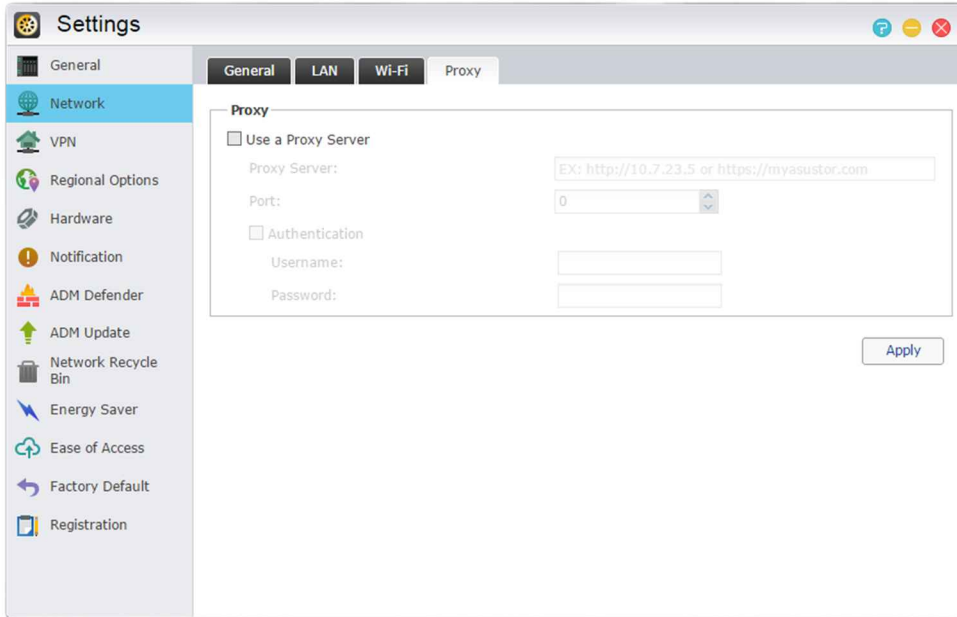 Settings
General
Network
VPN
Regional Options
Hardware
Notification
ADM Defender
ADM Update
Network Recycle
Bin
Energy Saver
Ease of Access
Factory Default
Registration
General LAN Wi-Fi Proxy
Proxy
Use a Proxy Server
Proxy Server: EX: http://10.7.23.5 or https://myasustor.com
Port: 0
Authentication
Username:
Password:
Apply